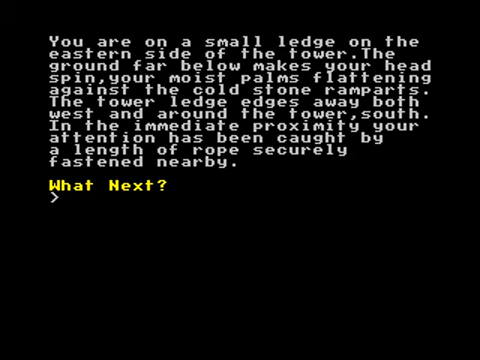 You are on a small ledge on the
eastern side of the tower.The
ground far below makes your head
spin,your moist palms flattening
against the cold stone ramparts.
The tower ledge edges away both
west and around the tower,south.
In the immediate proximity your
attention has been caught by
a length of rope securely
fastened nearby.
What Next?
>